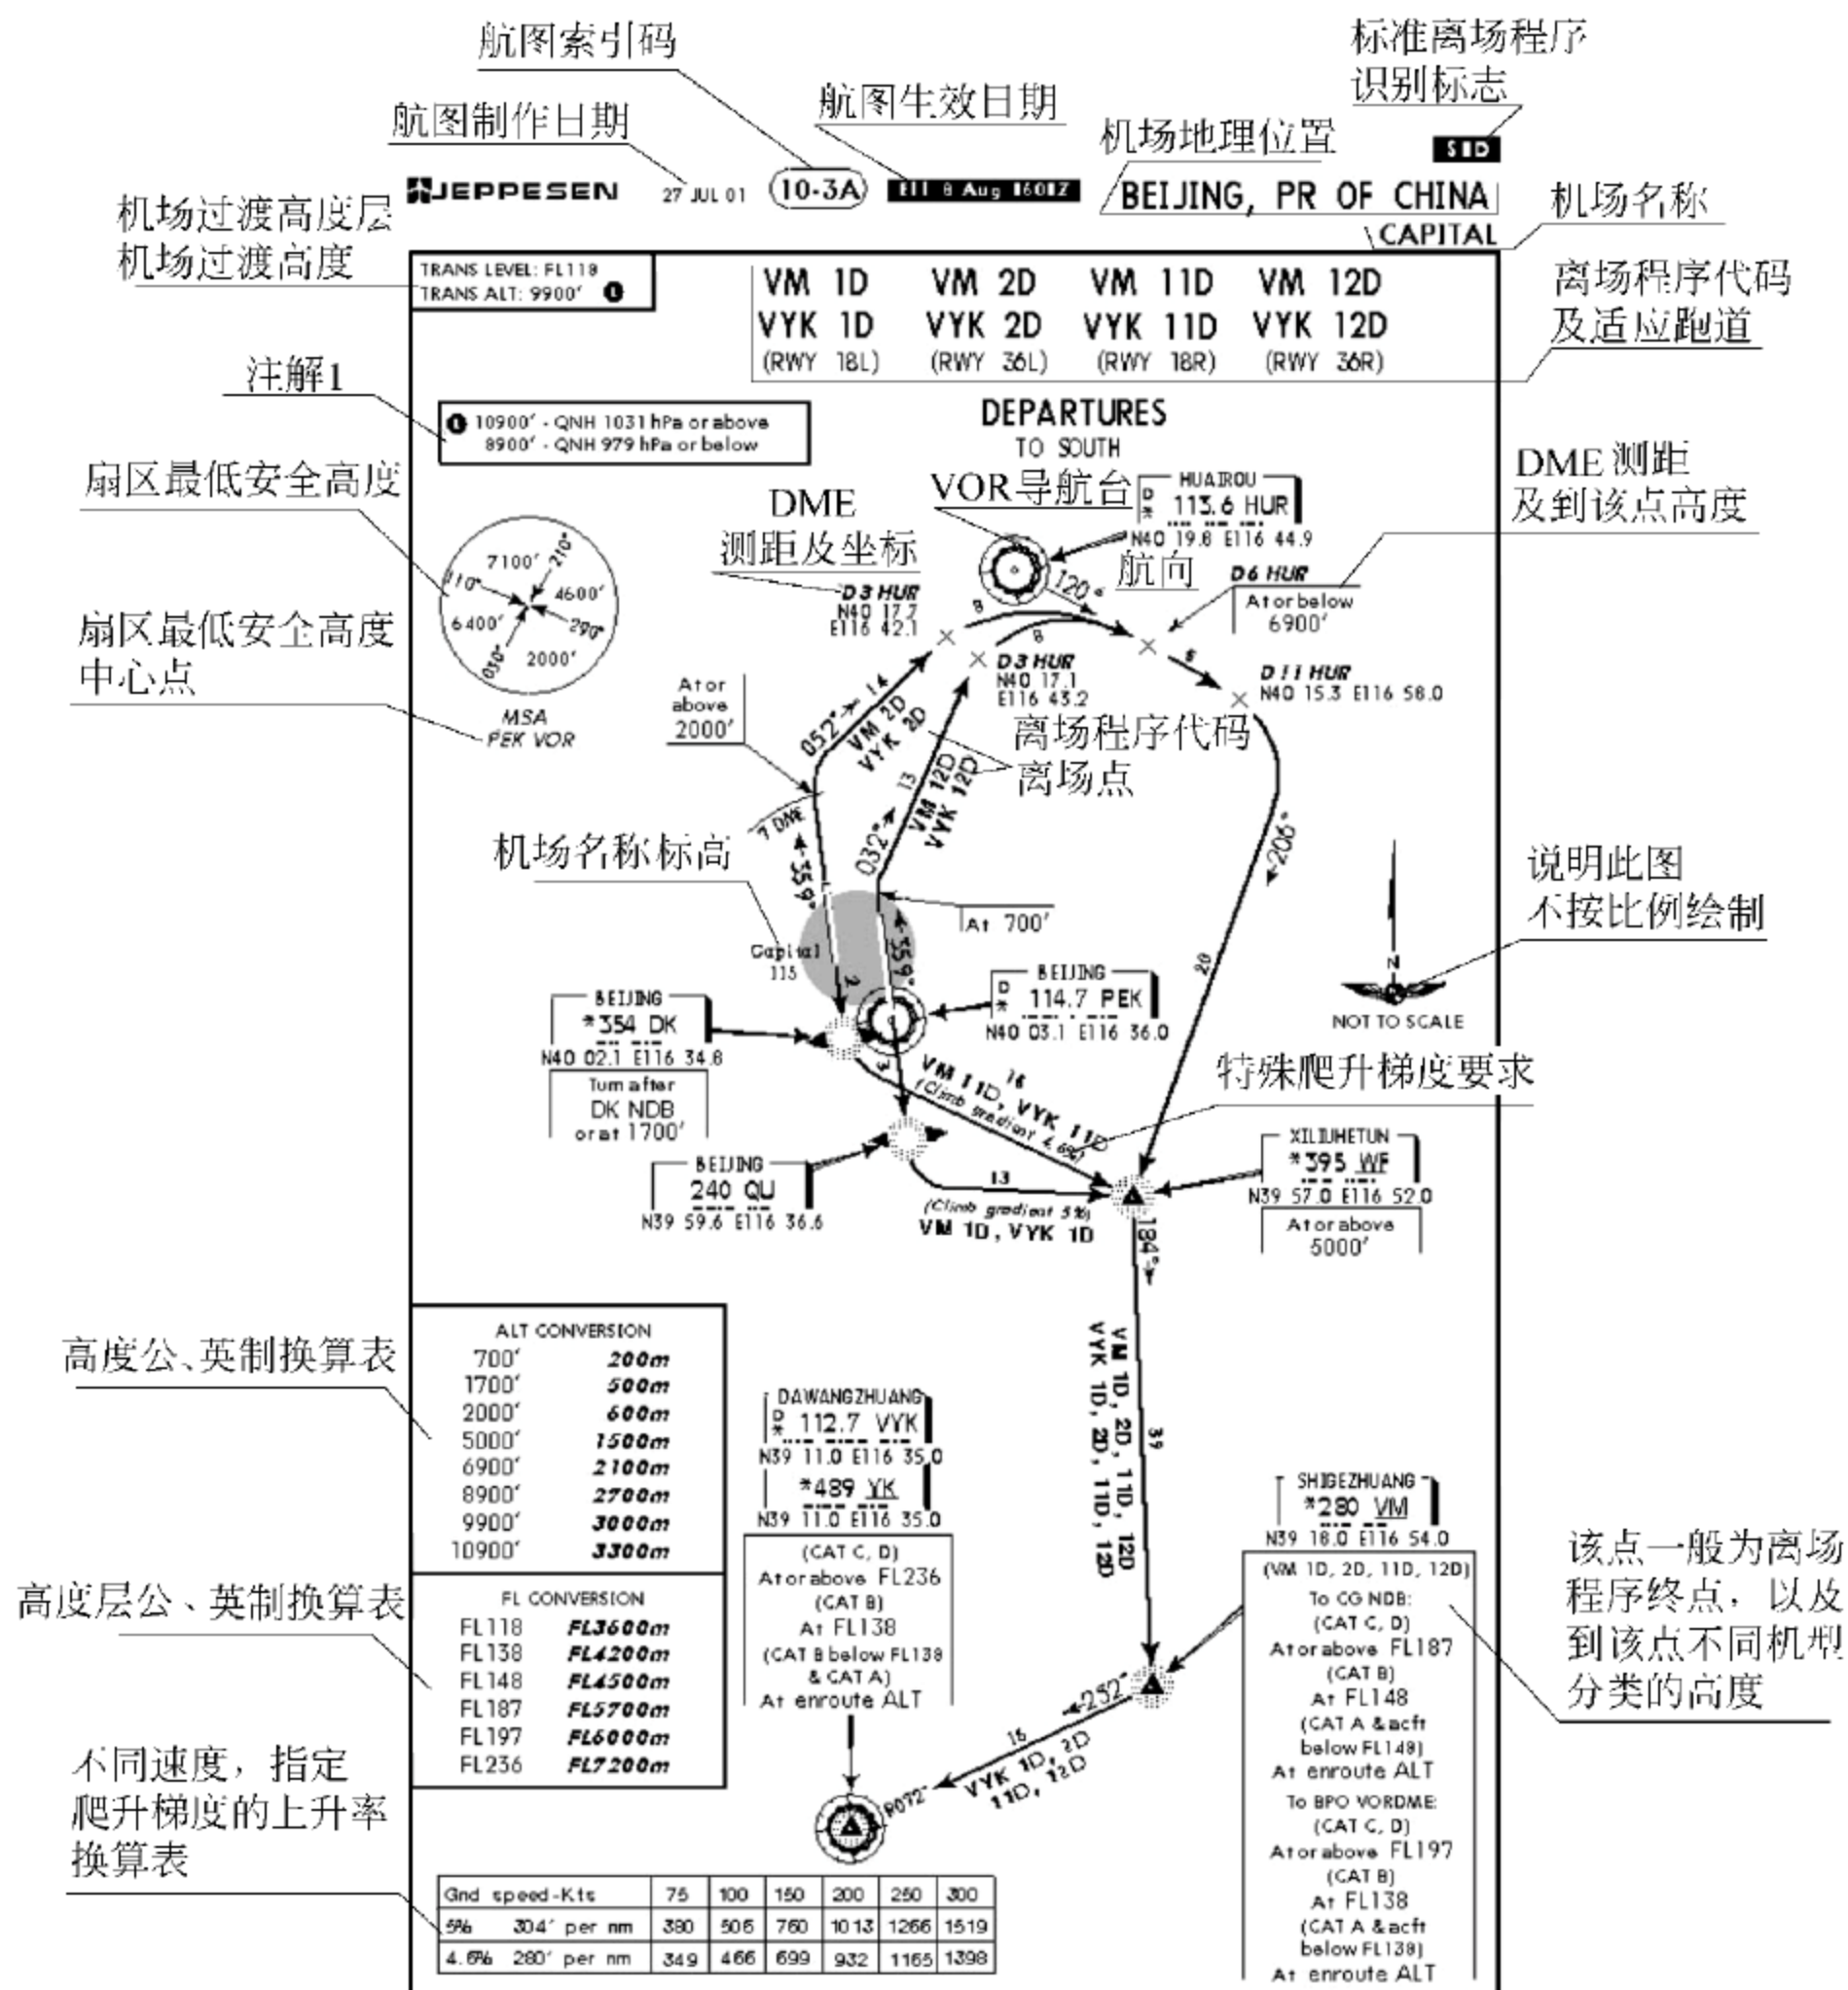 航图索引码
标准离场程序
识别标志
航图制作日期
航图生效日期
机场地理位置
SID
JEPPESEN
27 JUL 01
10-3A
Eff 8 Aug 1601Z
BEIJING, PR OF CHINA
机场名称
CAPITAL
机场过渡高度层
机场过渡高度
TRANS LEVEL: FL118
TRANS ALT: 9900'
VM 1D VM 2D VM 11D VM 12D
VYK 1D VYK 2D VYK 11D VYK 12D
(RWY 18L) (RWY 36L) (RWY 18R) (RWY 36R)
离场程序代码
及适应跑道
注解1
10900' - QNH 1031 hPa or above
8900' - QNH 979 hPa or below
DEPARTURES
TO SOUTH
扇区最低安全高度
7100'
210°
110°
4600'
6400'
290°
030°
2000'
扇区最低安全高度
中心点
MSA
PEK VOR
DME
测距及坐标
VOR导航台
HUAIROU
D
* 113.6 HUR
N40 19.8 E116 44.9
DME 测距
及到该点高度
航向
120°
D3 HUR
N40 17.7
E116 42.1
8
8
D6 HUR
At or below
6900'
D3 HUR
N40 17.1
E116 43.2
5
D11 HUR
N40 15.3 E116 58.0
At or
above
2000'
052° 14
VM 2D
VYK 2D
离场程序代码
离场点
13
VM 12D
VYK 12D
032°
7 DME
359°
206°
机场名称标高
Capital
115
At 700'
359°
2
说明此图
不按比例绘制
N
NOT TO SCALE
20
BEIJING
*354 DK
N40 02.1 E116 34.8
Turn after
DK NDB
or at 1700'
BEIJING
D
* 114.7 PEK
N40 03.1 E116 36.0
3
16
VM 11D, VYK 11D
(Climb gradient 4.6%)
特殊爬升梯度要求
BEIJING
240 QU
N39 59.6 E116 36.6
13
(Climb gradient 5%)
VM 1D, VYK 1D
XILIUHETUN
*395 WF
N39 57.0 E116 52.0
At or above
5000'
184°
高度公、英制换算表
ALT CONVERSION
700' 200m
1700' 500m
2000' 600m
5000' 1500m
6900' 2100m
8900' 2700m
9900' 3000m
10900' 3300m
VM 1D, 2D, 11D, 12D
VYK 1D, 2D, 11D, 12D
39
高度层公、英制换算表
FL CONVERSION
FL118 FL3600m
FL138 FL4200m
FL148 FL4500m
FL187 FL5700m
FL197 FL6000m
FL236 FL7200m
DAWANGZHUANG
D
* 112.7 VYK
N39 11.0 E116 35.0
*489 YK
N39 11.0 E116 35.0
(CAT C, D)
At or above FL236
(CAT B)
At FL138
(CAT B below FL138
& CAT A)
At enroute ALT
SHIGEZHUANG
*280 VM
N39 18.0 E116 54.0
(VM 1D, 2D, 11D, 12D)
To CG NDB:
(CAT C, D)
At or above FL187
(CAT B)
At FL148
(CAT A & acft
below FL148)
At enroute ALT
To BPO VORDME:
(CAT C, D)
At or above FL197
(CAT B)
At FL138
(CAT A & acft
below FL138)
At enroute ALT
该点一般为离场
程序终点，以及
到该点不同机型
分类的高度
252°
16
VYK 1D, 2D
11D, 12D
R072°
不同速度，指定
爬升梯度的上升率
换算表
Gnd speed-Kts 75 100 150 200 250 300
5% 304' per nm 380 506 760 1013 1266 1519
4.6% 280' per nm 349 466 699 932 1165 1398